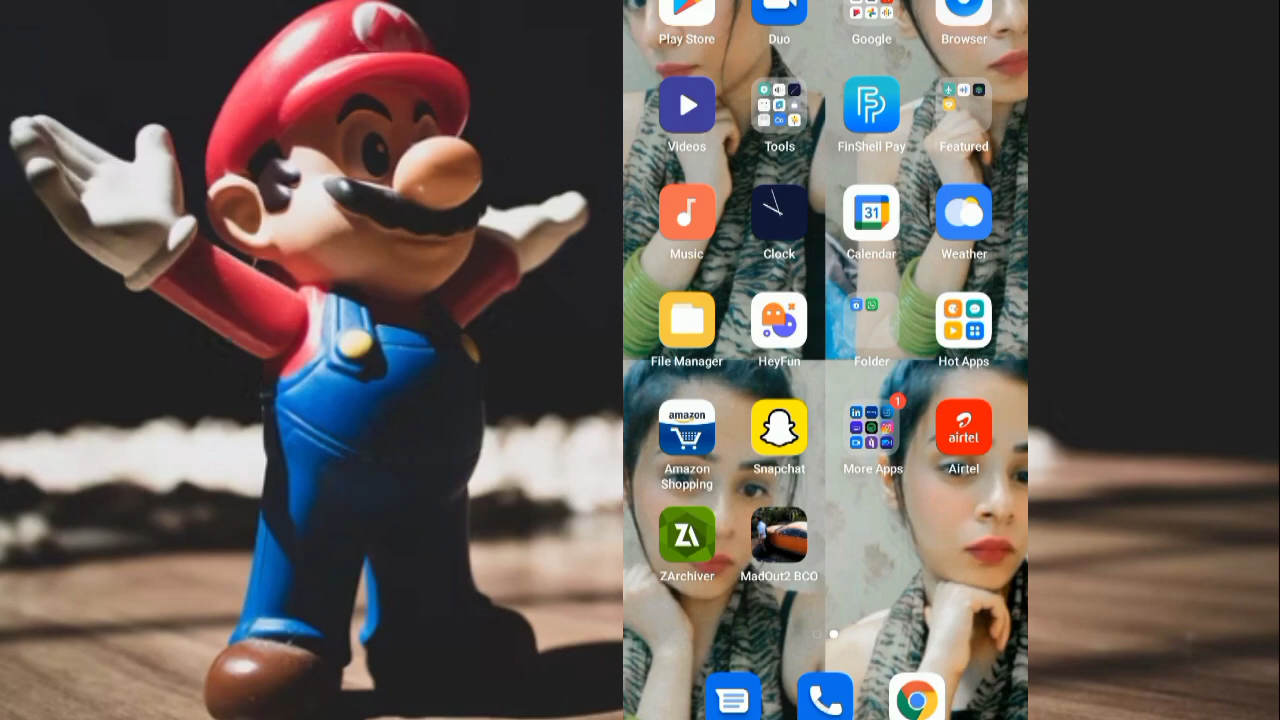 Play Store Duo Google Browser
Videos Tools FinShell Pay Featured
31
Music Clock Calendar Weather
File Manager HeyFun Folder Hot Apps
amazon
1
airtel
Amazon Shopping Snapchat More Apps Airtel
ZA
ZArchiver MadOut2 BCO